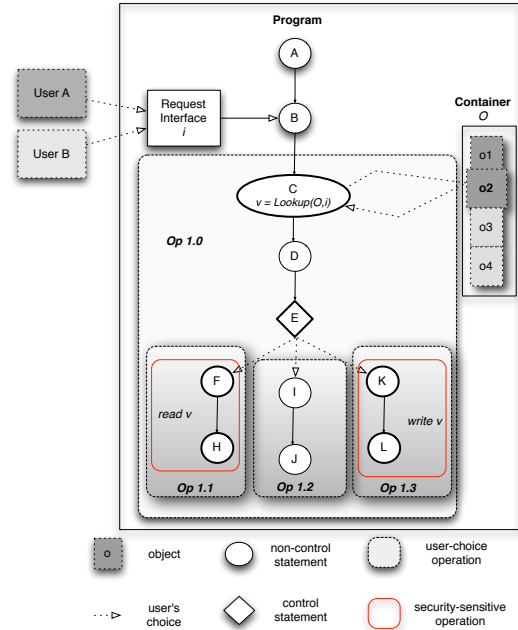 Program
A
User A
Request
Interface
i
B
User B
Container
O
o1
o2
o3
o4
C
v = Lookup(O,i)
Op 1.0
D
E
F
I
K
read v
write v
H
J
L
Op 1.1
Op 1.2
Op 1.3
o
object
non-control
statement
user-choice
operation
user's
choice
control
statement
security-sensitive
operation